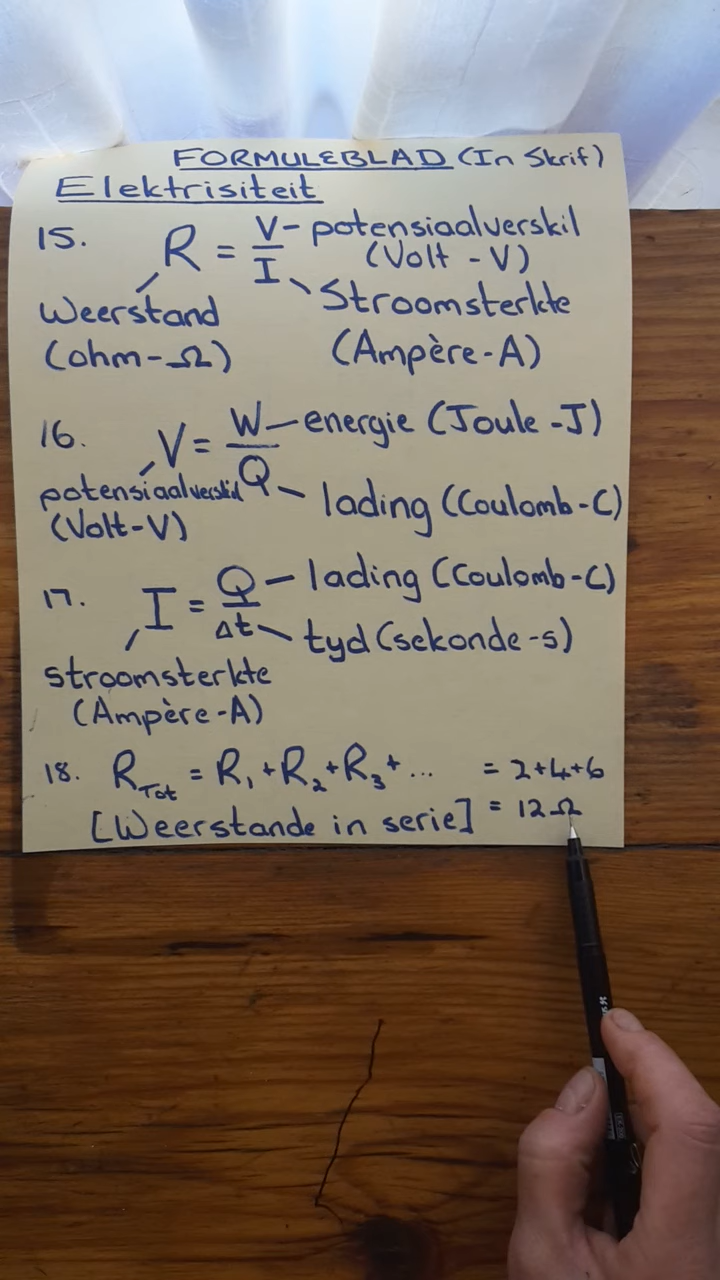 FORMULEBLAD (In Skrif)
Elektrisiteit
15. R = V/I – potensiaalverskil
(Volt - V)
Weerstand Stroomsterkte
(ohm - Ω) (Ampère - A)
16. V = W/Q – energie (Joule - J)
potensiaalverskil – lading (Coulomb - C)
(Volt - V)
17. I = Q/Δt – lading (Coulomb - C)
tyd (sekonde - s)
stroomsterkte
(Ampère - A)
18. R_Tot = R₁ + R₂ + R₃ + ... = 2+4+6
[Weerstande in serie] = 12 Ω